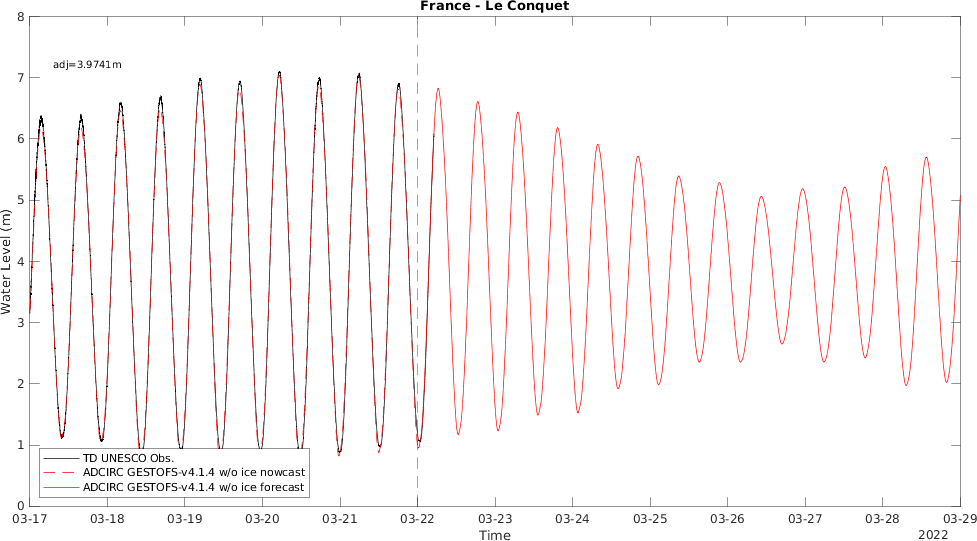 France - Le Conquet
8
adj=3.9741m
7
6
5
4
3
2
1
0
Water Level (m)
TD UNESCO Obs.
ADCIRC GESTOFS-v4.1.4 w/o ice nowcast
ADCIRC GESTOFS-v4.1.4 w/o ice forecast
03-17 03-18 03-19 03-20 03-21 03-22 03-23 03-24 03-25 03-26 03-27 03-28 03-29
Time
2022